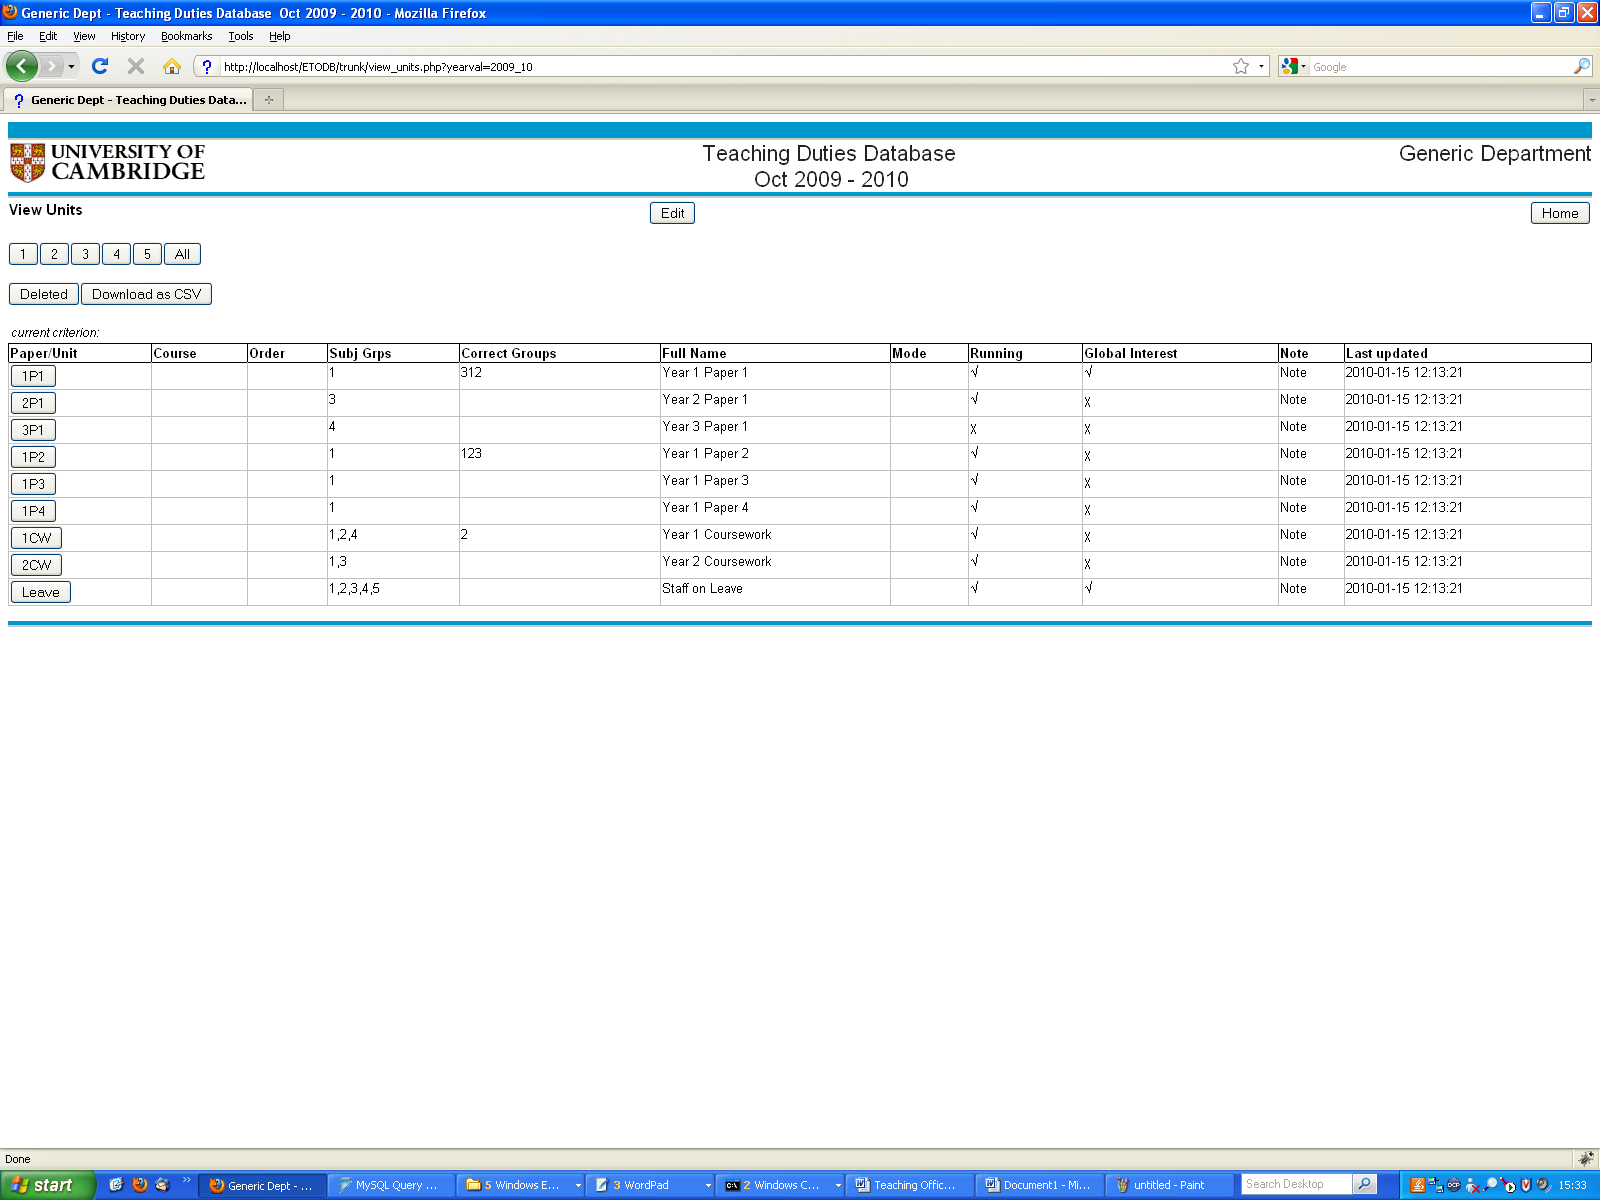 Generic Dept - Teaching Duties Database  Oct 2009 - 2010 - Mozilla Firefox
File Edit View History Bookmarks Tools Help
http://localhost/ETODB/trunk/view_units.php?yearval=2009_10 Google
Generic Dept - Teaching Duties Data...
UNIVERSITY OF CAMBRIDGE
Teaching Duties Database
Oct 2009 - 2010
Generic Department
View Units Edit Home
1 2 3 4 5 All
Deleted Download as CSV
current criterion:
Paper/Unit Course Order Subj Grps Correct Groups Full Name Mode Running Global Interest Note Last updated
1P1 1 312 Year 1 Paper 1 √ √ Note 2010-01-15 12:13:21
2P1 3 Year 2 Paper 1 √ χ Note 2010-01-15 12:13:21
3P1 4 Year 3 Paper 1 χ χ Note 2010-01-15 12:13:21
1P2 1 123 Year 1 Paper 2 √ χ Note 2010-01-15 12:13:21
1P3 1 Year 1 Paper 3 √ χ Note 2010-01-15 12:13:21
1P4 1 Year 1 Paper 4 √ χ Note 2010-01-15 12:13:21
1CW 1,2,4 2 Year 1 Coursework √ χ Note 2010-01-15 12:13:21
2CW 1,3 Year 2 Coursework √ χ Note 2010-01-15 12:13:21
Leave 1,2,3,4,5 Staff on Leave √ √ Note 2010-01-15 12:13:21
Done
start Generic Dept - ... MySQL Query ... 5 Windows E... 3 WordPad 2 Windows C... Teaching Offic... Document1 - Mi... untitled - Paint Search Desktop 15:33